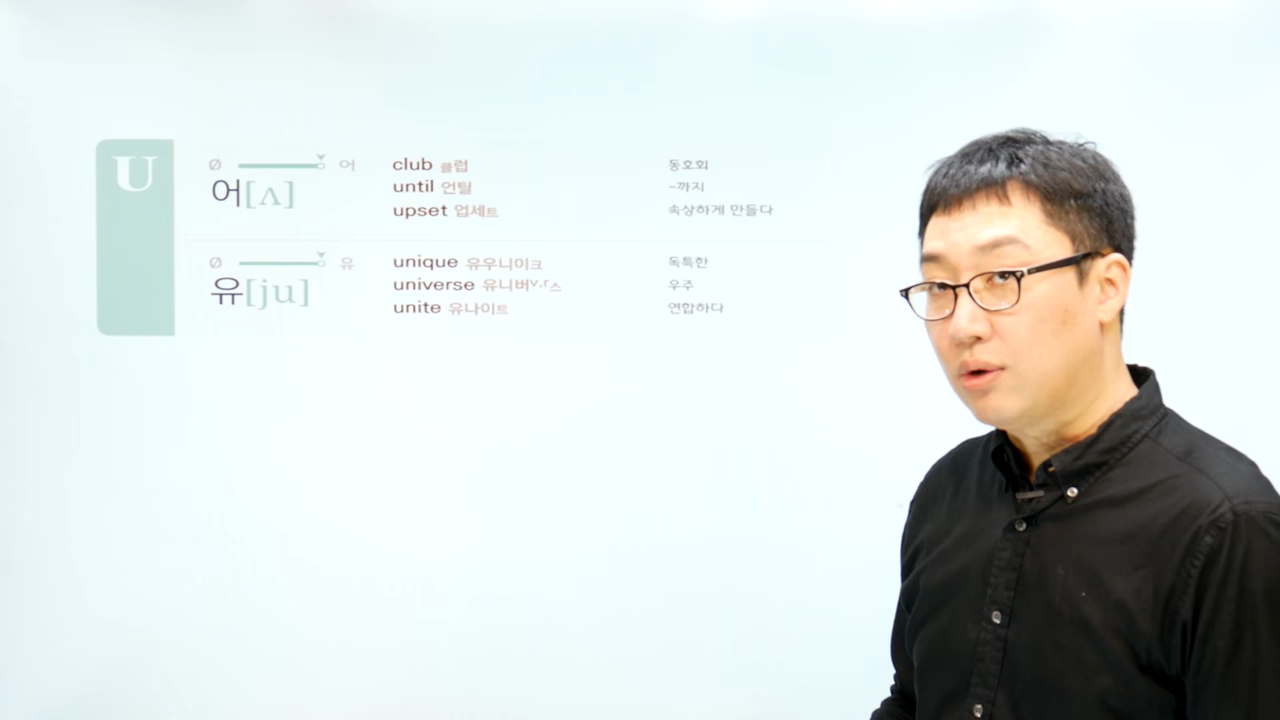 U
Ø 어
어[ʌ]
club 클럽 동호회
until 언틸 ~까지
upset 업세트 속상하게 만들다
Ø 유
유[ju]
unique 유우니이크 독특한
universe 유니버v·r스 우주
unite 유나이트 연합하다